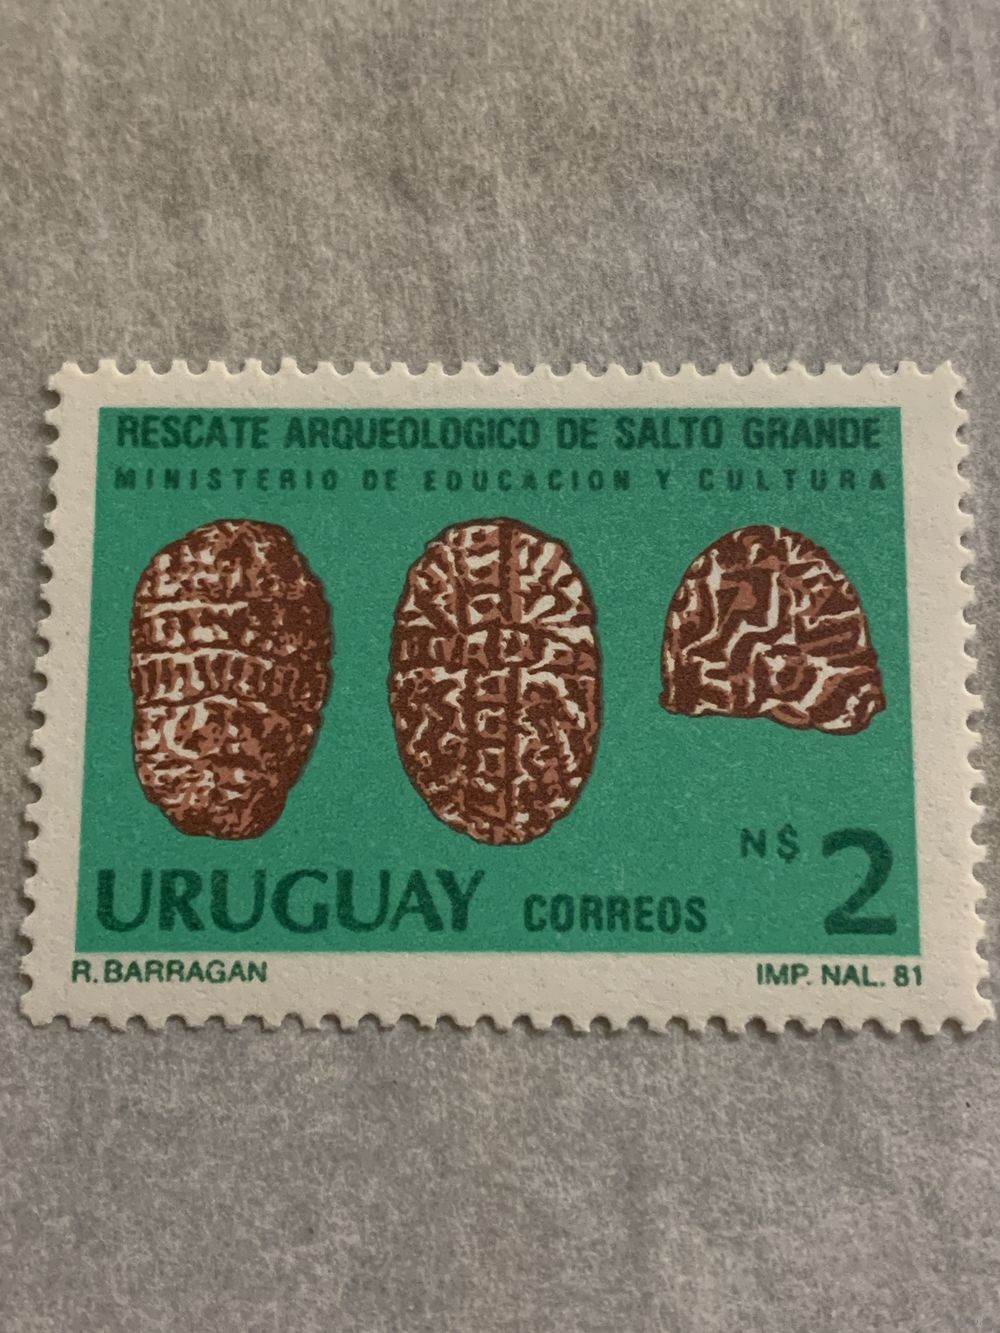 RESCATE ARQUEOLOGICO DE SALTO GRANDE
MINISTERIO DE EDUCACION Y CULTURA
N$ 2
URUGUAY CORREOS
R. BARRAGAN IMP. NAL. 81